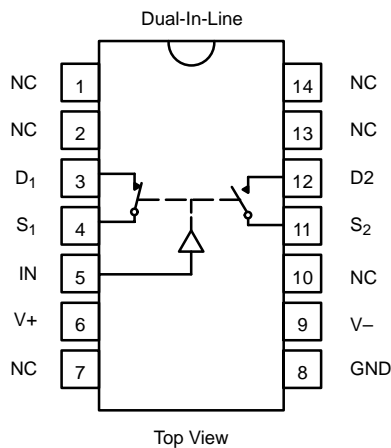 Dual-In-Line
NC 1 14 NC
NC 2 13 NC
D1 3 12 D2
S1 4 11 S2
IN 5 10 NC
V+ 6 9 V–
NC 7 8 GND
Top View